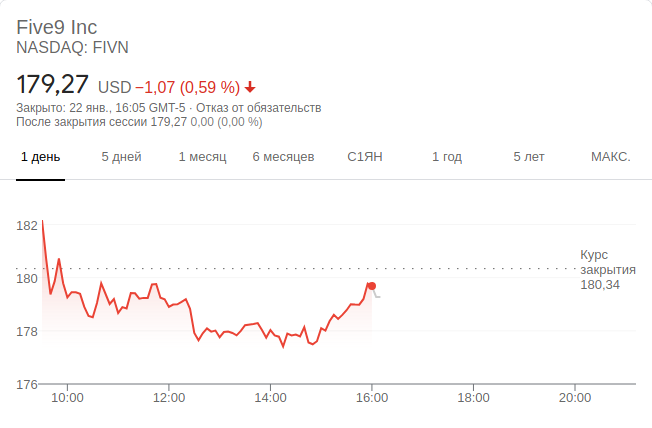 Five9 Inc
NASDAQ: FIVN
179,27 USD −1,07 (0,59 %)
Закрыто: 22 янв., 16:05 GMT-5 · Отказ от обязательств
После закрытия сессии 179,27 0,00 (0,00 %)
1 день 5 дней 1 месяц 6 месяцев С1ЯН 1 год 5 лет МАКС.
182
Курс
закрытия
180,34
180
178
176
10:00 12:00 14:00 16:00 18:00 20:00